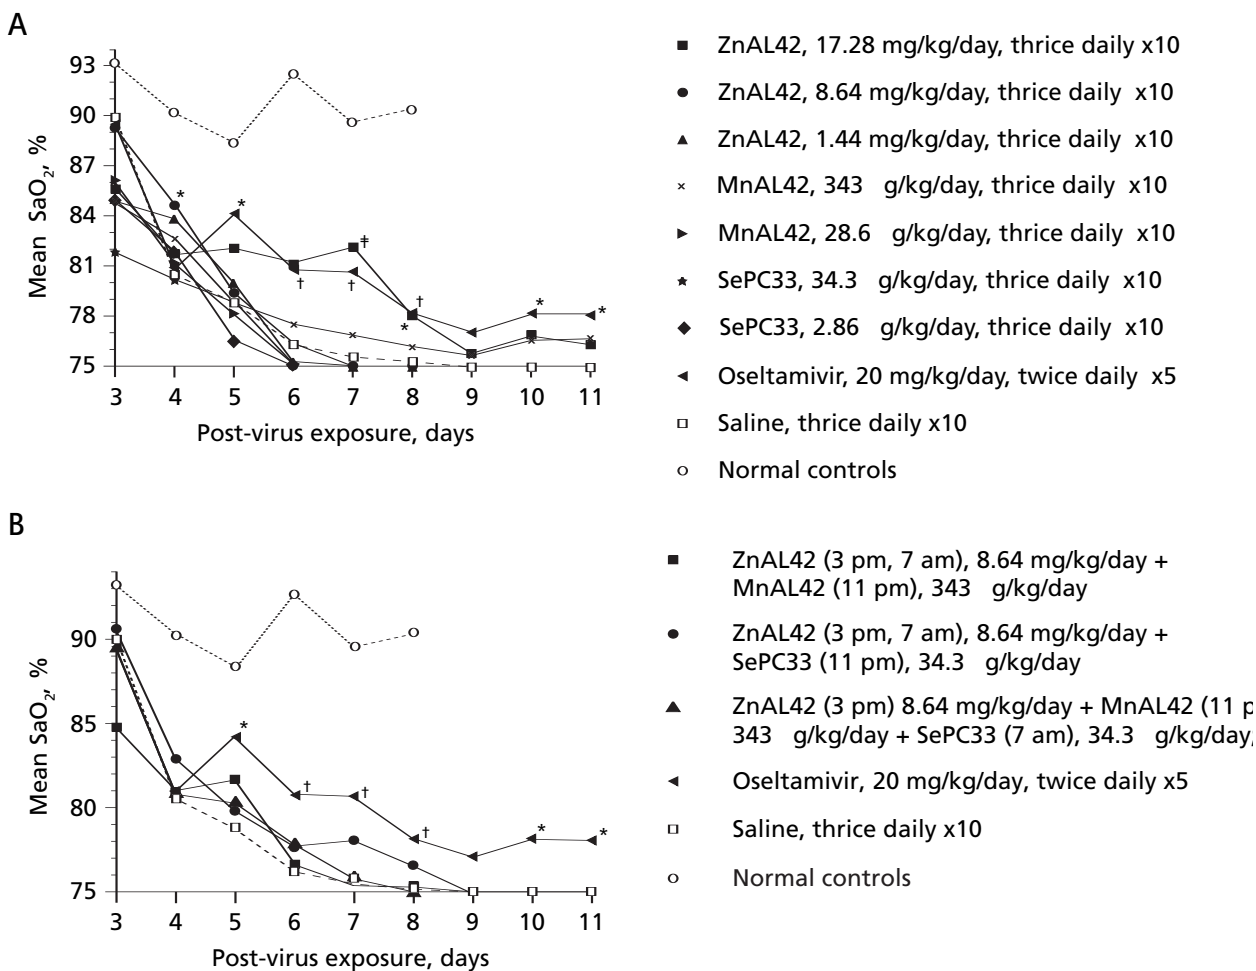 A
93
90
87
84
81
78
75
Mean SaO2, %
3 4 5 6 7 8 9 10 11
Post-virus exposure, days
* * † † ‡ * † * *
ZnAL42, 17.28 mg/kg/day, thrice daily x10
ZnAL42, 8.64 mg/kg/day, thrice daily x10
ZnAL42, 1.44 mg/kg/day, thrice daily x10
MnAL42, 343 g/kg/day, thrice daily x10
MnAL42, 28.6 g/kg/day, thrice daily x10
SePC33, 34.3 g/kg/day, thrice daily x10
SePC33, 2.86 g/kg/day, thrice daily x10
Oseltamivir, 20 mg/kg/day, twice daily x5
Saline, thrice daily x10
Normal controls
B
90
85
80
75
Mean SaO2, %
3 4 5 6 7 8 9 10 11
Post-virus exposure, days
* † † † * *
ZnAL42 (3 pm, 7 am), 8.64 mg/kg/day +
MnAL42 (11 pm), 343 g/kg/day
ZnAL42 (3 pm, 7 am), 8.64 mg/kg/day +
SePC33 (11 pm), 34.3 g/kg/day
ZnAL42 (3 pm) 8.64 mg/kg/day + MnAL42 (11 p
343 g/kg/day + SePC33 (7 am), 34.3 g/kg/day,
Oseltamivir, 20 mg/kg/day, twice daily x5
Saline, thrice daily x10
Normal controls